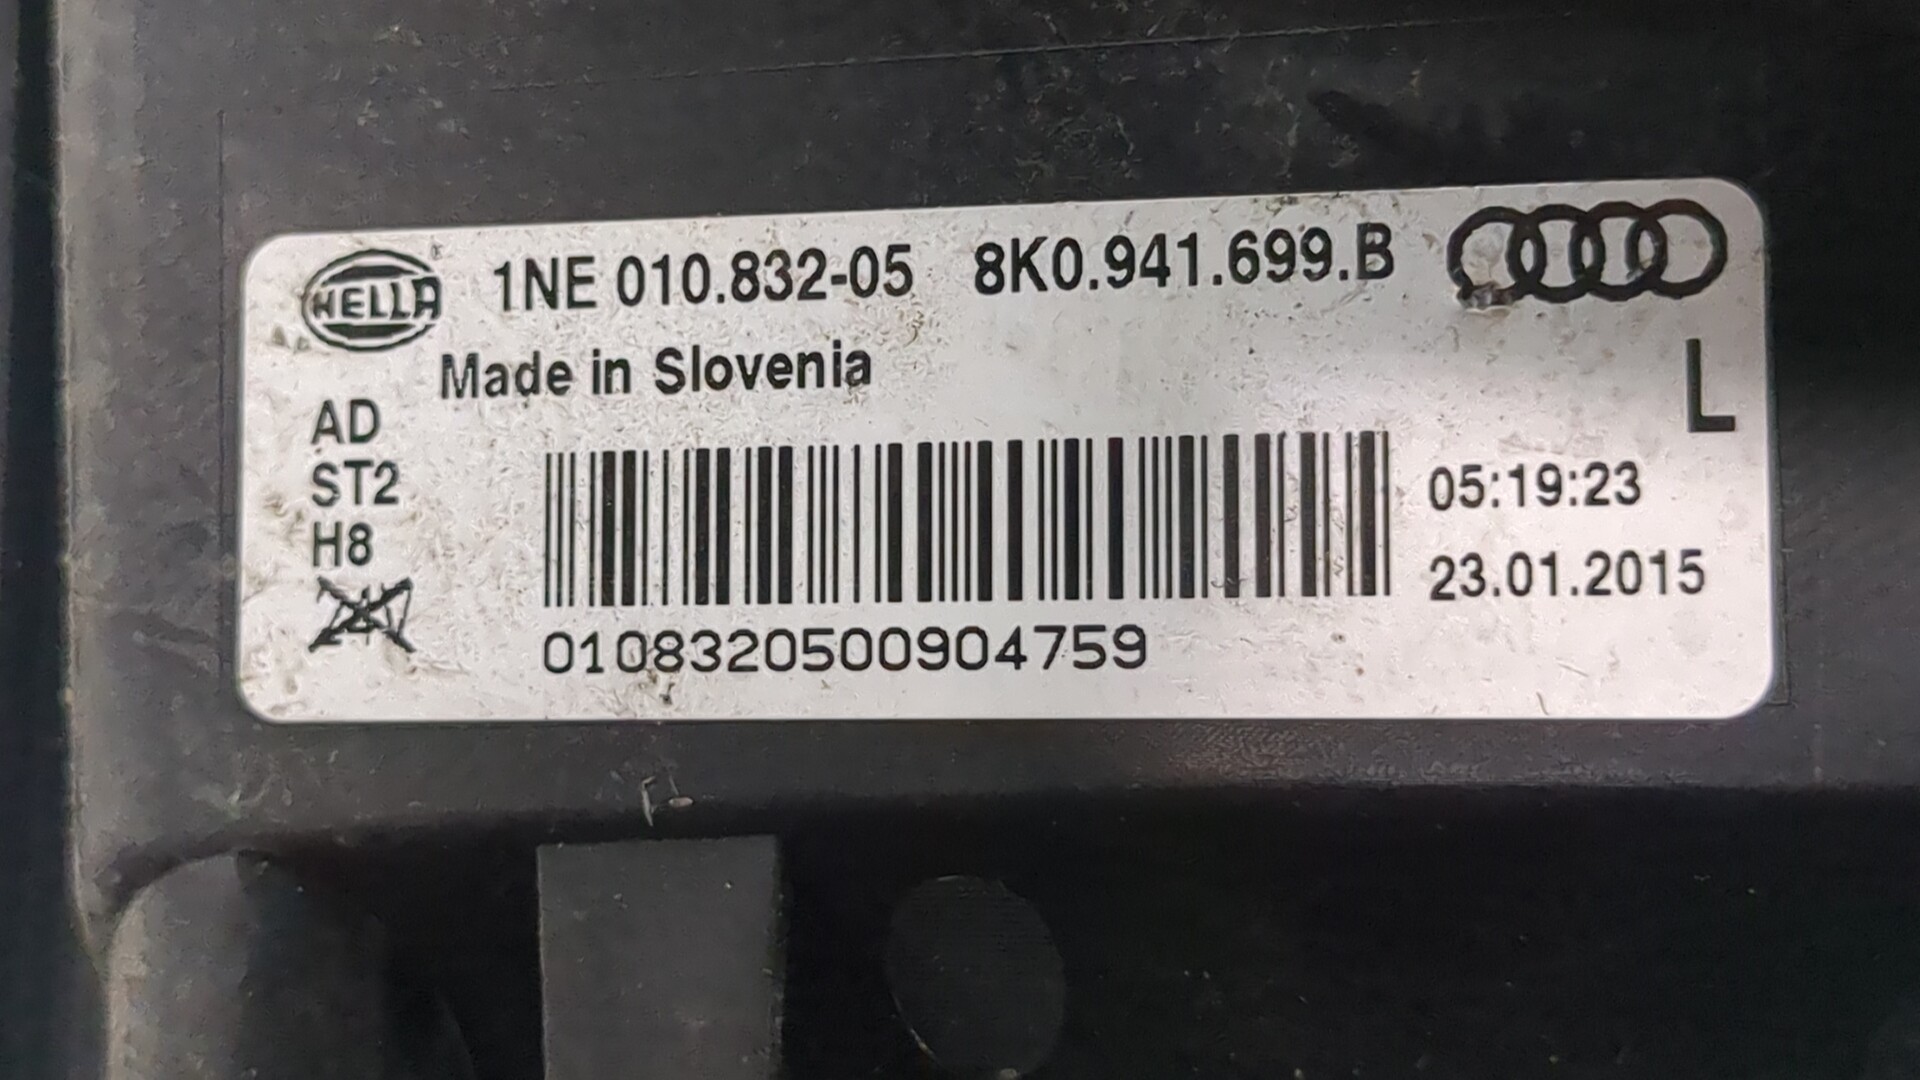 HELLA® 1NE 010.832-05 8K0.941.699.B
Made in Slovenia
L
AD
ST2
H8
05:19:23
23.01.2015
0108320500904759